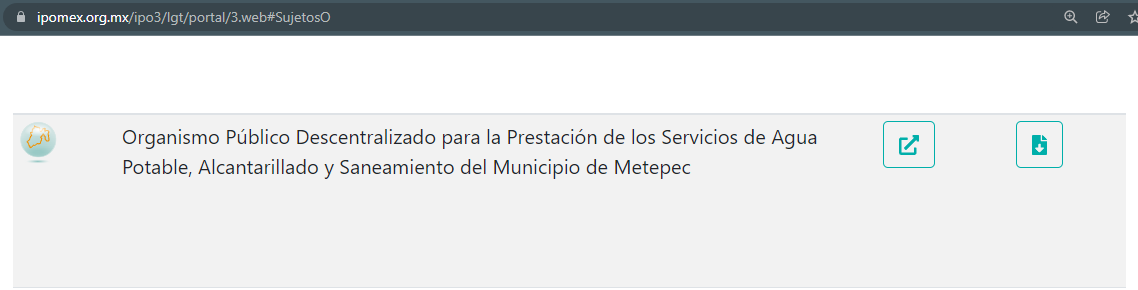 ipomex.org.mx/ipo3/lgt/portal/3.web#SujetosO
Organismo Público Descentralizado para la Prestación de los Servicios de Agua
Potable, Alcantarillado y Saneamiento del Municipio de Metepec